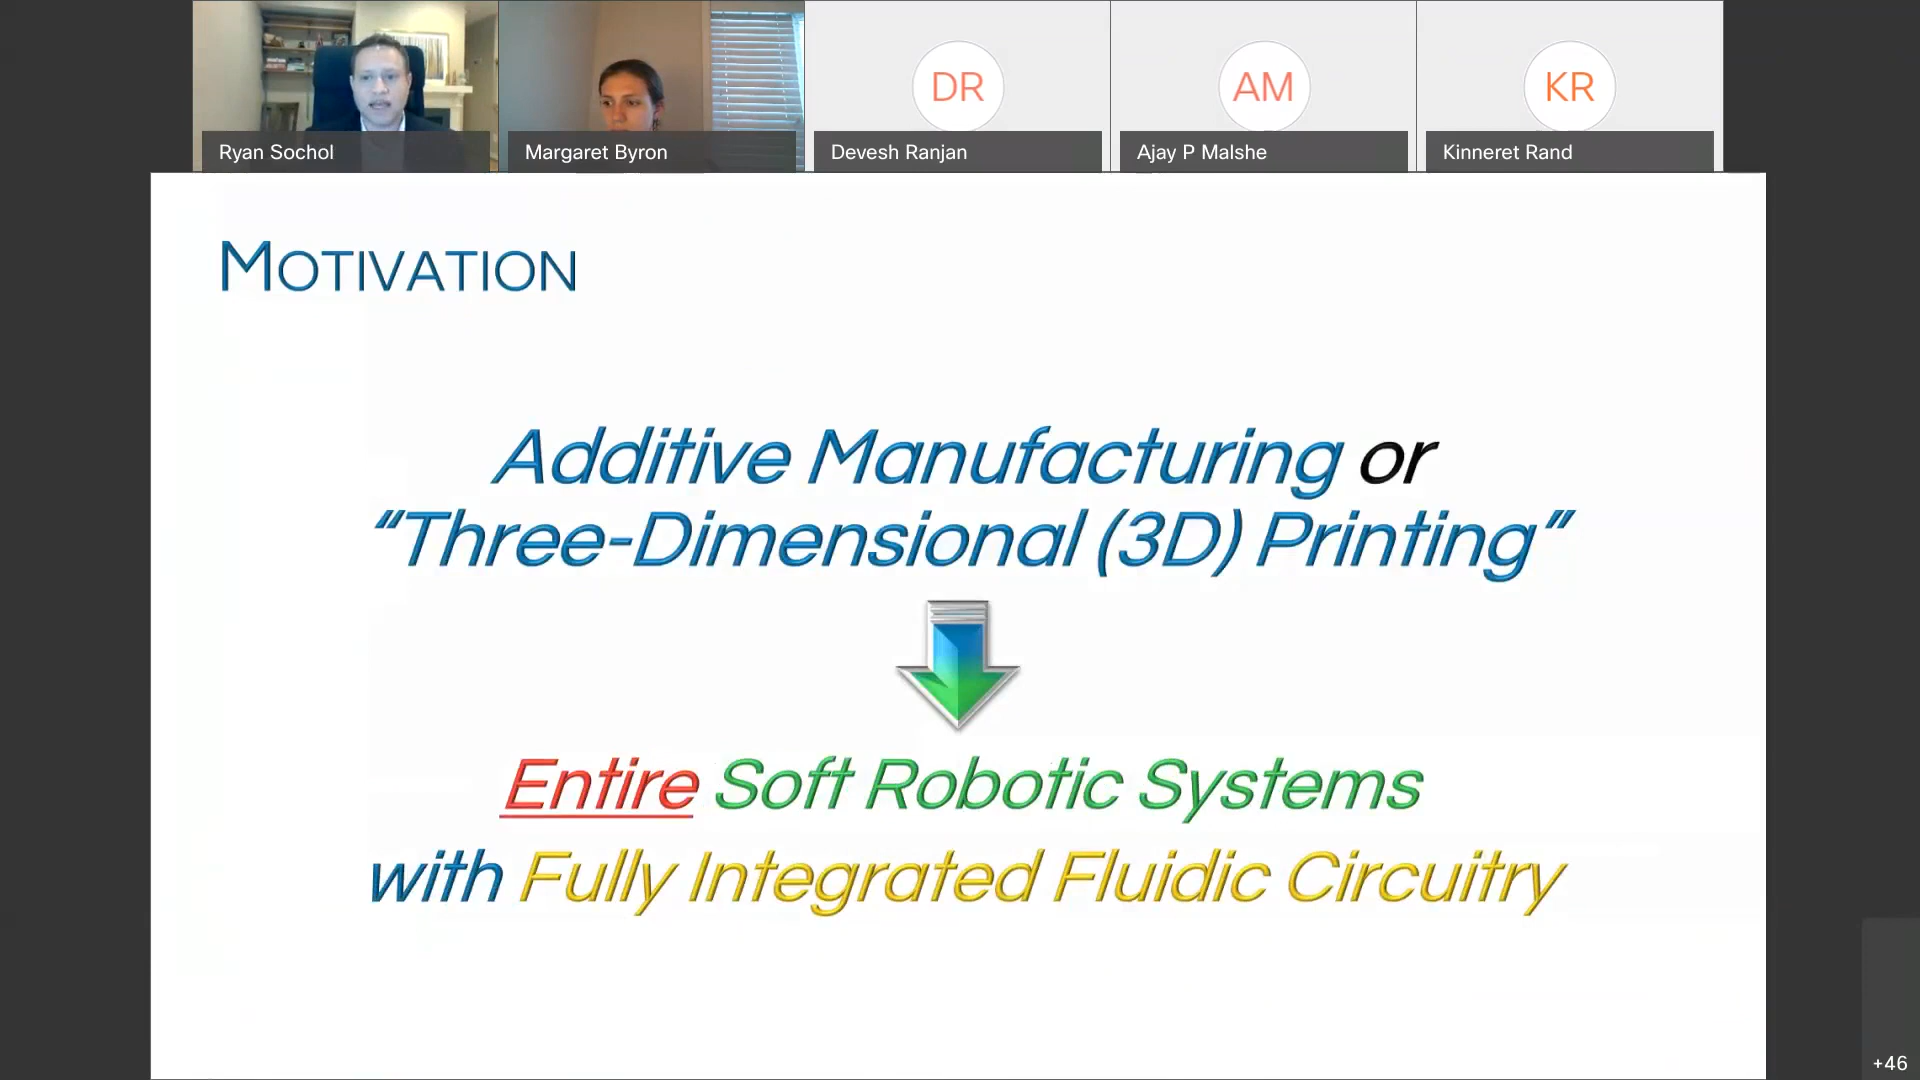 DR
AM
KR
Ryan Sochol
Margaret Byron
Devesh Ranjan
Ajay P Malshe
Kinneret Rand
MOTIVATION
Additive Manufacturing or
“Three-Dimensional (3D) Printing”
Entire Soft Robotic Systems
with Fully Integrated Fluidic Circuitry
+46